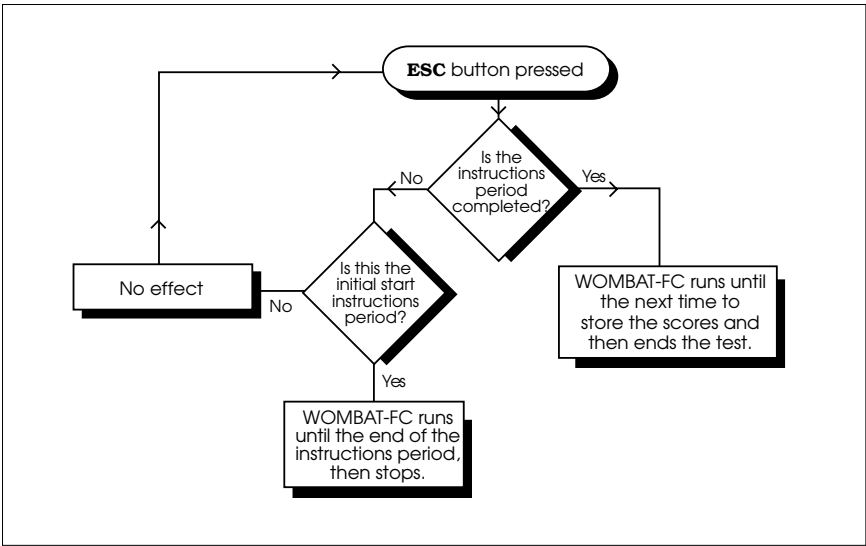 ESC button pressed
Is the
instructions
period
completed?
No
Yes
Is this the
initial start
instructions
period?
No effect
No
WOMBAT-FC runs until
the next time to
store the scores and
then ends the test.
Yes
WOMBAT-FC runs
until the end of the
instructions period,
then stops.